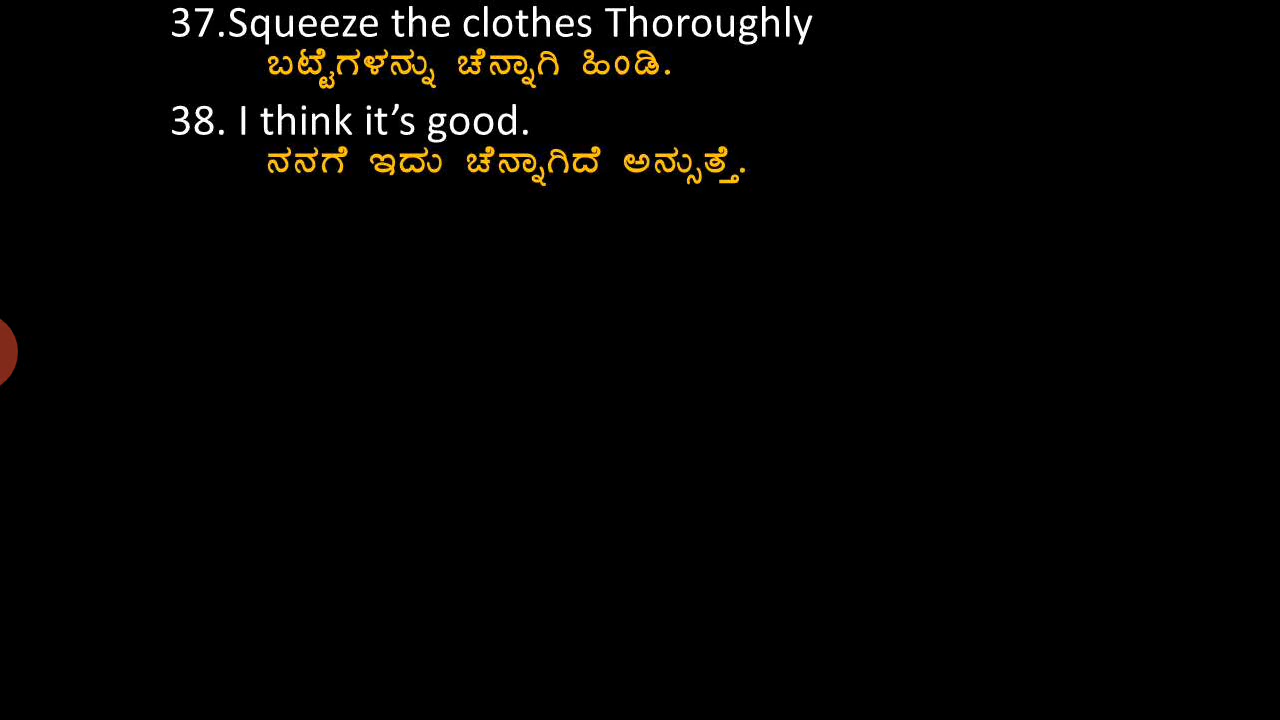 37.Squeeze the clothes Thoroughly
ಬಟ್ಟೆಗಳನ್ನು ಚೆನ್ನಾಗಿ ಹಿಂಡಿ.
38. I think it’s good.
ನನಗೆ ಇದು ಚೆನ್ನಾಗಿದೆ ಅನ್ಸುತ್ತೆ.